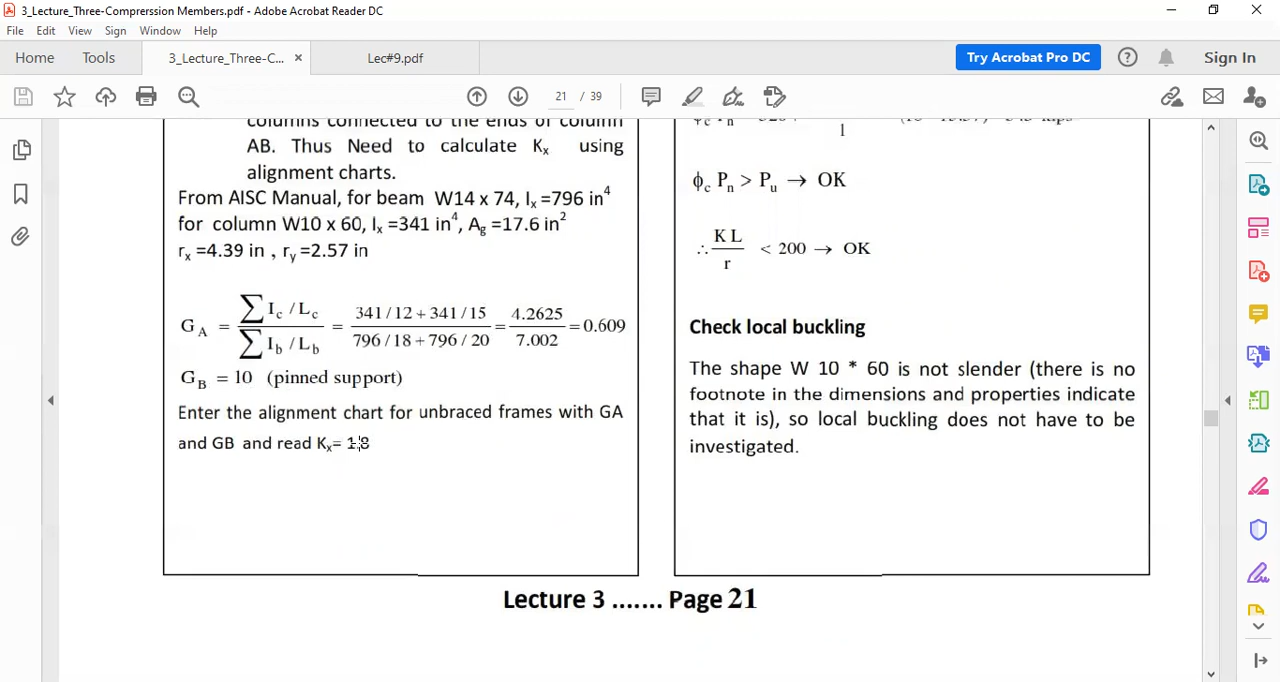 3_Lecture_Three-Comprerssion Members.pdf - Adobe Acrobat Reader DC
File Edit View Sign Window Help
Home Tools 3_Lecture_Three-C... × Lec#9.pdf Try Acrobat Pro DC Sign In
21 / 39
columns connected to the ends of column
AB. Thus Need to calculate Kx using
alignment charts.
From AISC Manual, for beam W14 x 74, Ix =796 in4
for column W10 x 60, Ix =341 in4, Ag =17.6 in2
rx =4.39 in , ry =2.57 in
GA = ∑ Ic / Lc / ∑ Ib / Lb = 341 / 12 + 341 / 15 / 796 / 18 + 796 / 20 = 4.2625 / 7.002 = 0.609
GB = 10 (pinned support)
Enter the alignment chart for unbraced frames with GA
and GB and read Kx= 1.8
1
ϕc Pn > Pu → OK
∴ K L / r < 200 → OK
Check local buckling
The shape W 10 * 60 is not slender (there is no
footnote in the dimensions and properties indicate
that it is), so local buckling does not have to be
investigated.
Lecture 3 ....... Page 21